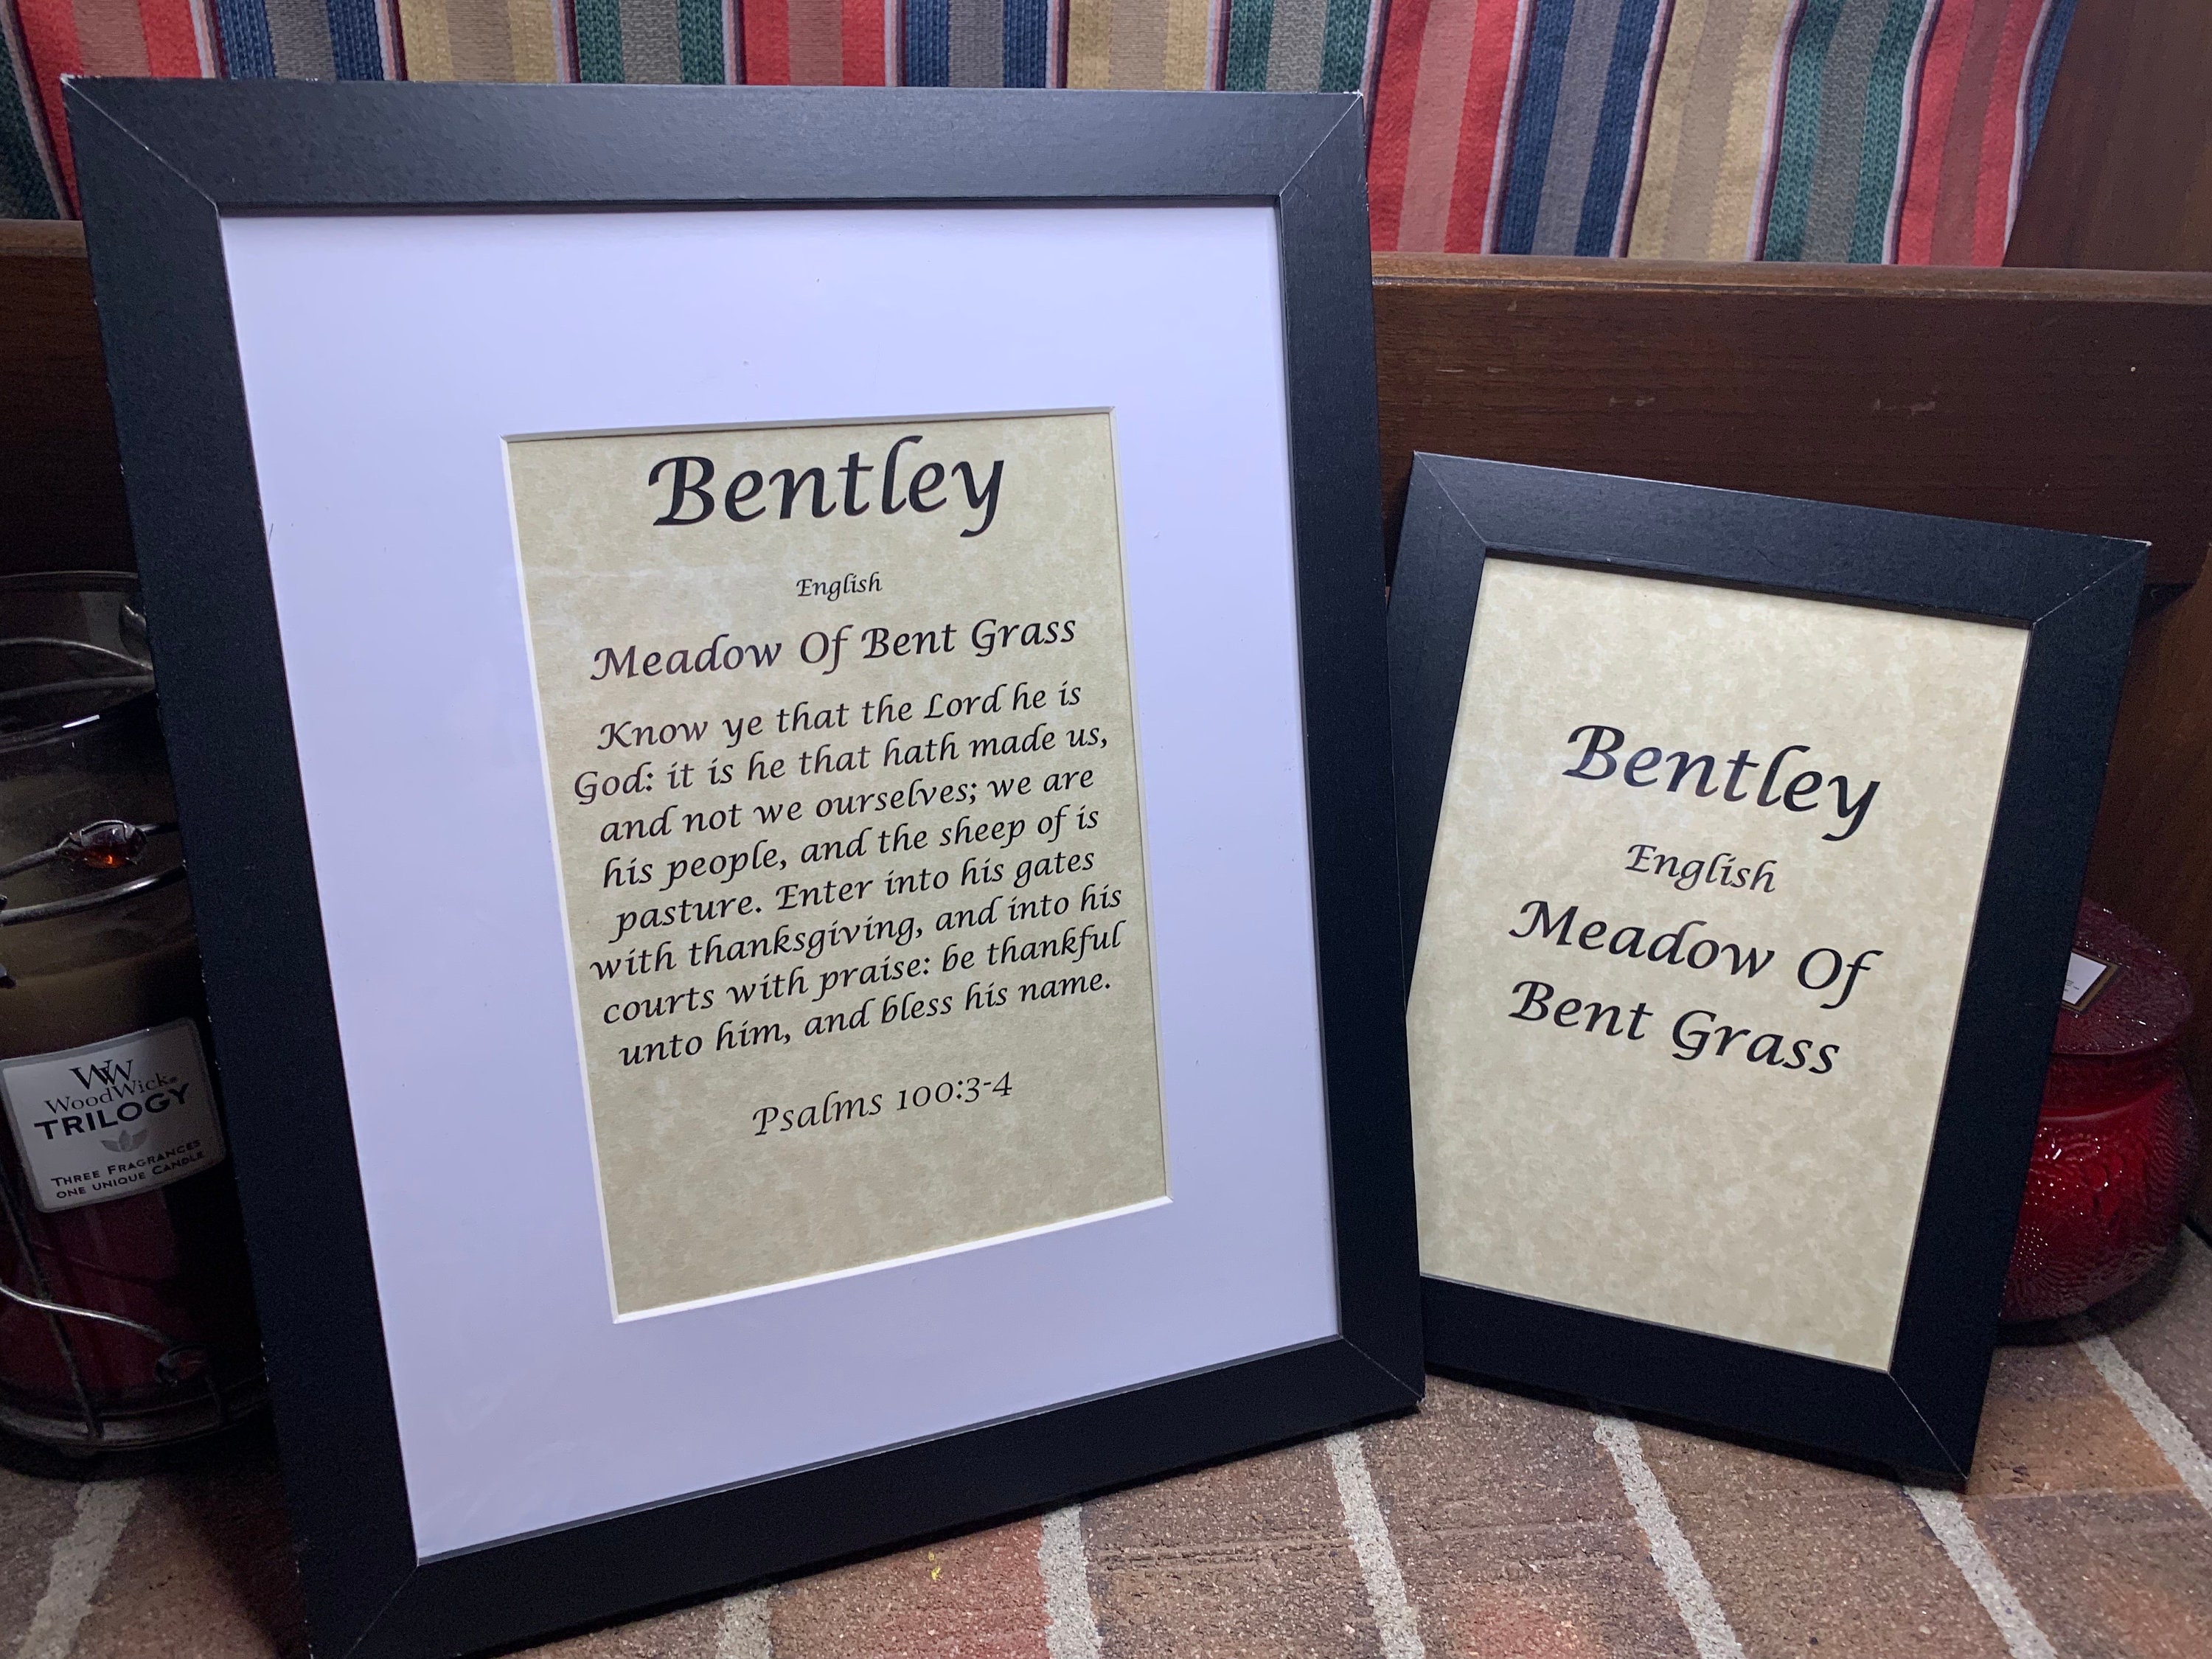 Bentley
English
Meadow Of Bent Grass
Know ye that the Lord he is
God: it is he that hath made us,
and not we ourselves; we are
his people, and the sheep of is
pasture. Enter into his gates
with thanksgiving, and into his
courts with praise: be thankful
unto him, and bless his name.
Psalms 100:3-4
Bentley
English
Meadow Of
Bent Grass
WW
WoodWick®
TRILOGY
THREE FRAGRANCES
ONE UNIQUE CANDLE